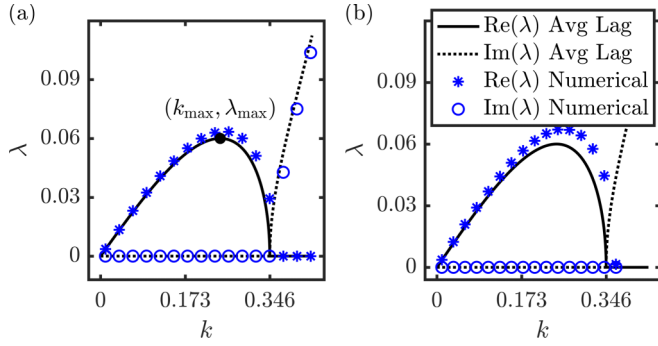 (a)
0.09
0.06
0.03
0
λ
(k_max, λ_max)
0
0.173
0.346
k
(b)
Re(λ) Avg Lag
Im(λ) Avg Lag
Re(λ) Numerical
Im(λ) Numerical
0.09
0.06
0.03
0
λ
0
0.173
0.346
k